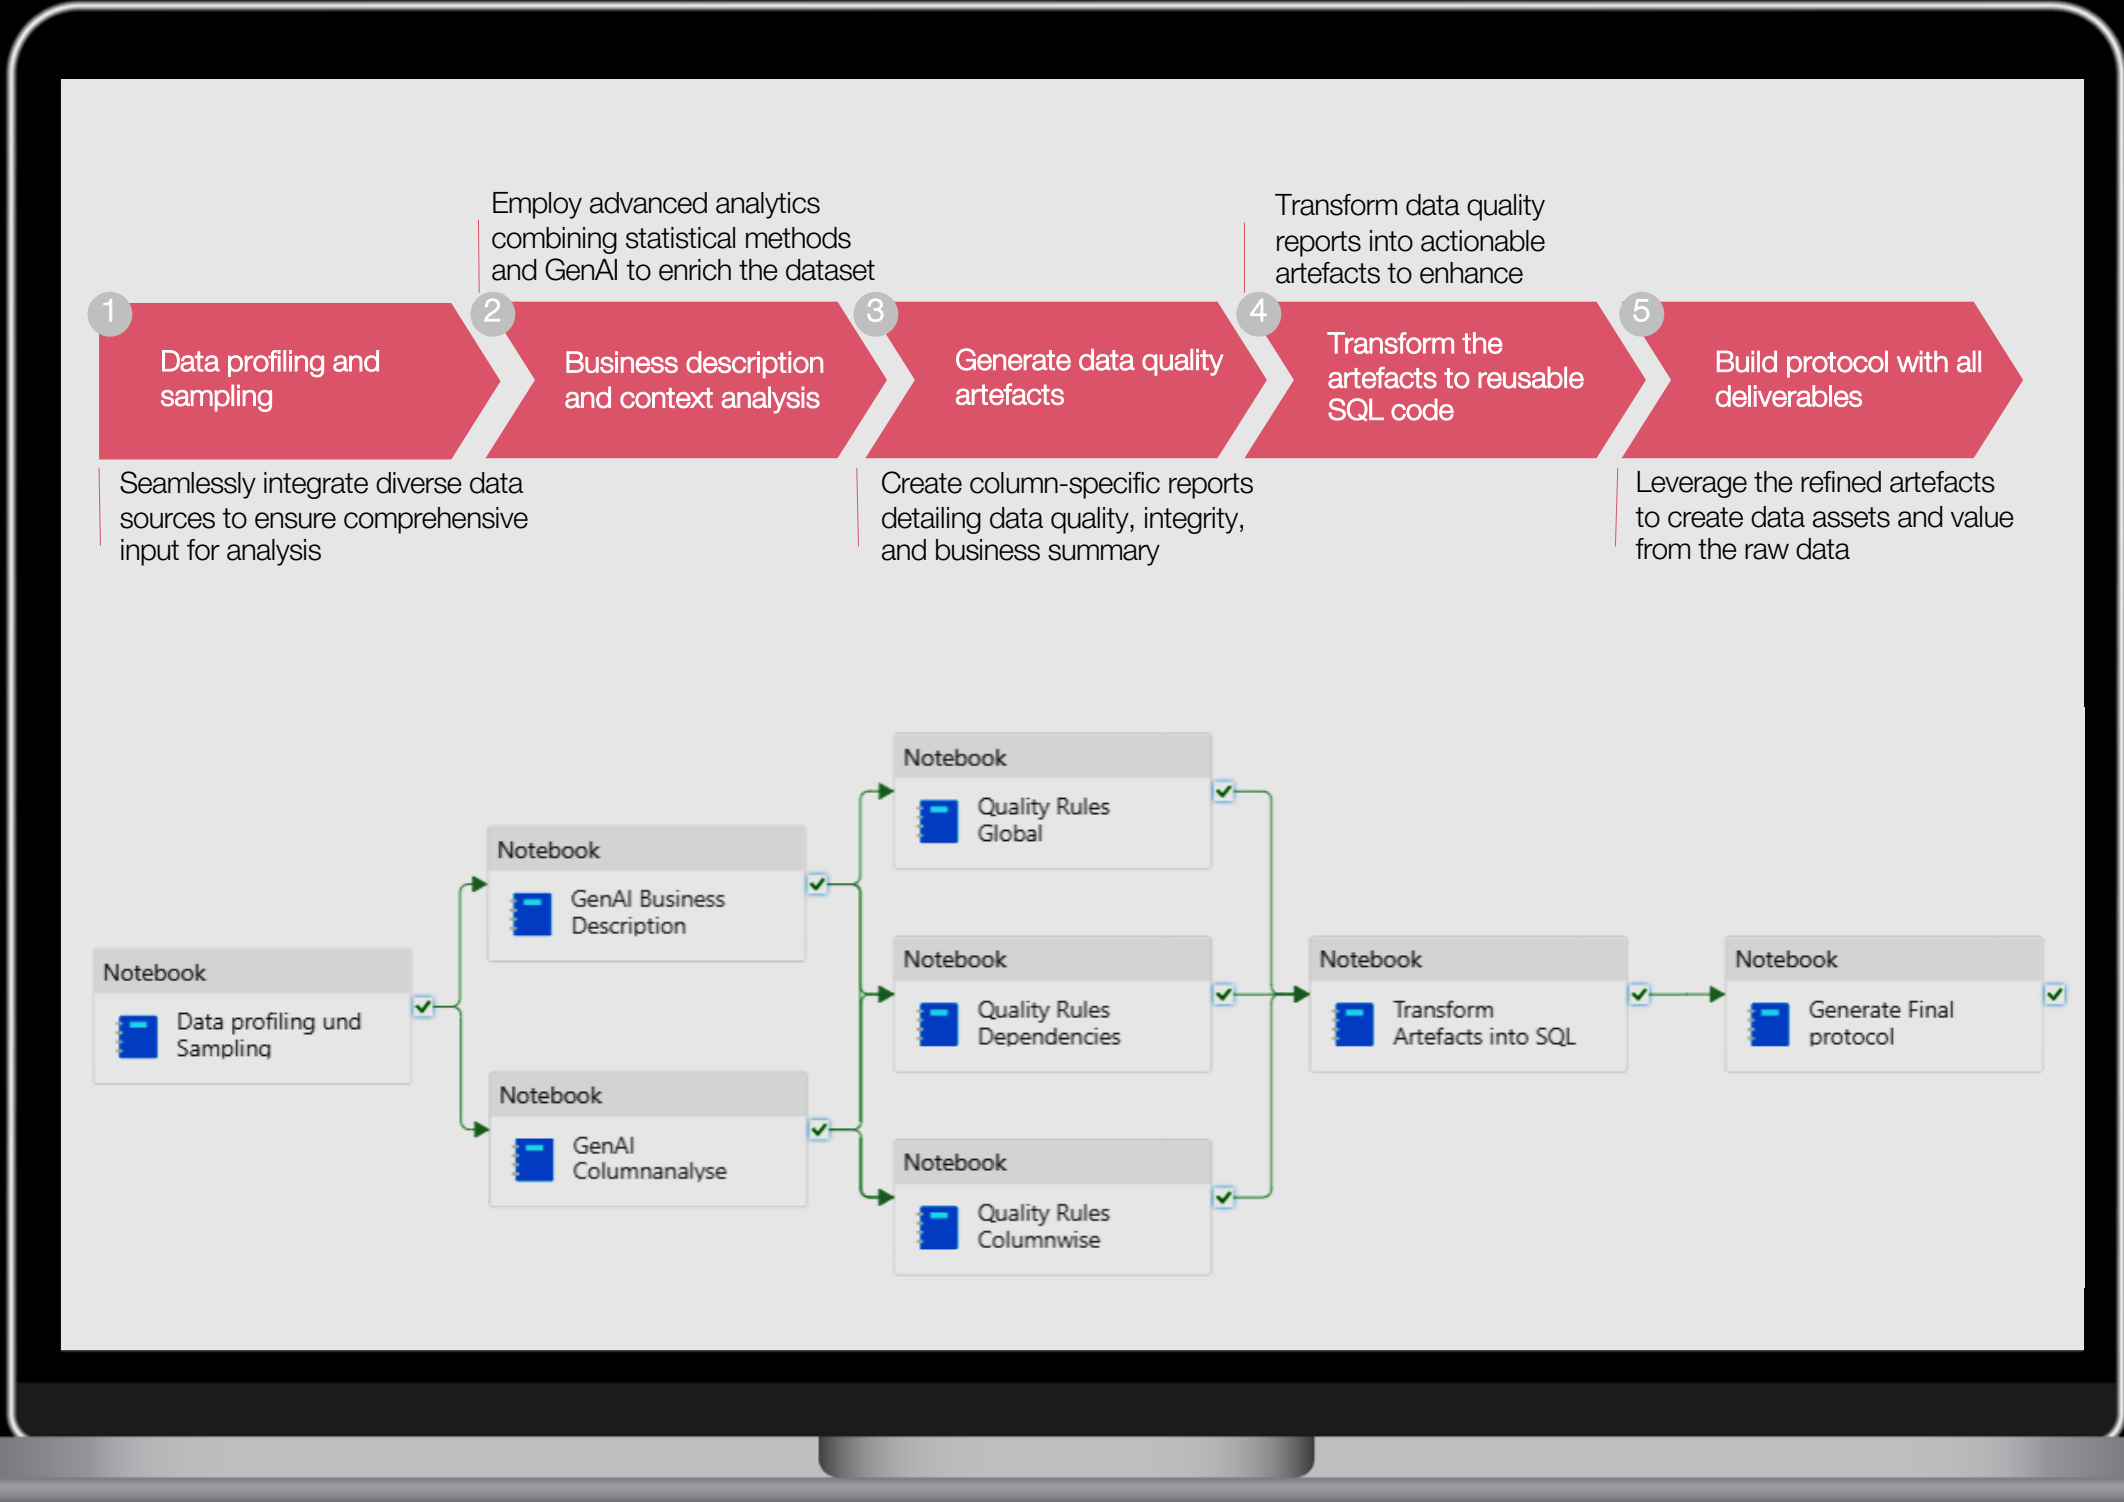 Employ advanced analytics
combining statistical methods
and GenAI to enrich the dataset
Transform data quality
reports into actionable
artefacts to enhance
1
2
3
4
5
Data profiling and
sampling
Business description
and context analysis
Generate data quality
artefacts
Transform the
artefacts to reusable
SQL code
Build protocol with all
deliverables
Seamlessly integrate diverse data
sources to ensure comprehensive
input for analysis
Create column-specific reports
detailing data quality, integrity,
and business summary
Leverage the refined artefacts
to create data assets and value
from the raw data
Notebook
Data profiling und
Sampling
Notebook
GenAI Business
Description
Notebook
GenAI
Columnanalyse
Notebook
Quality Rules
Global
Notebook
Quality Rules
Dependencies
Notebook
Quality Rules
Columnwise
Notebook
Transform
Artefacts into SQL
Notebook
Generate Final
protocol